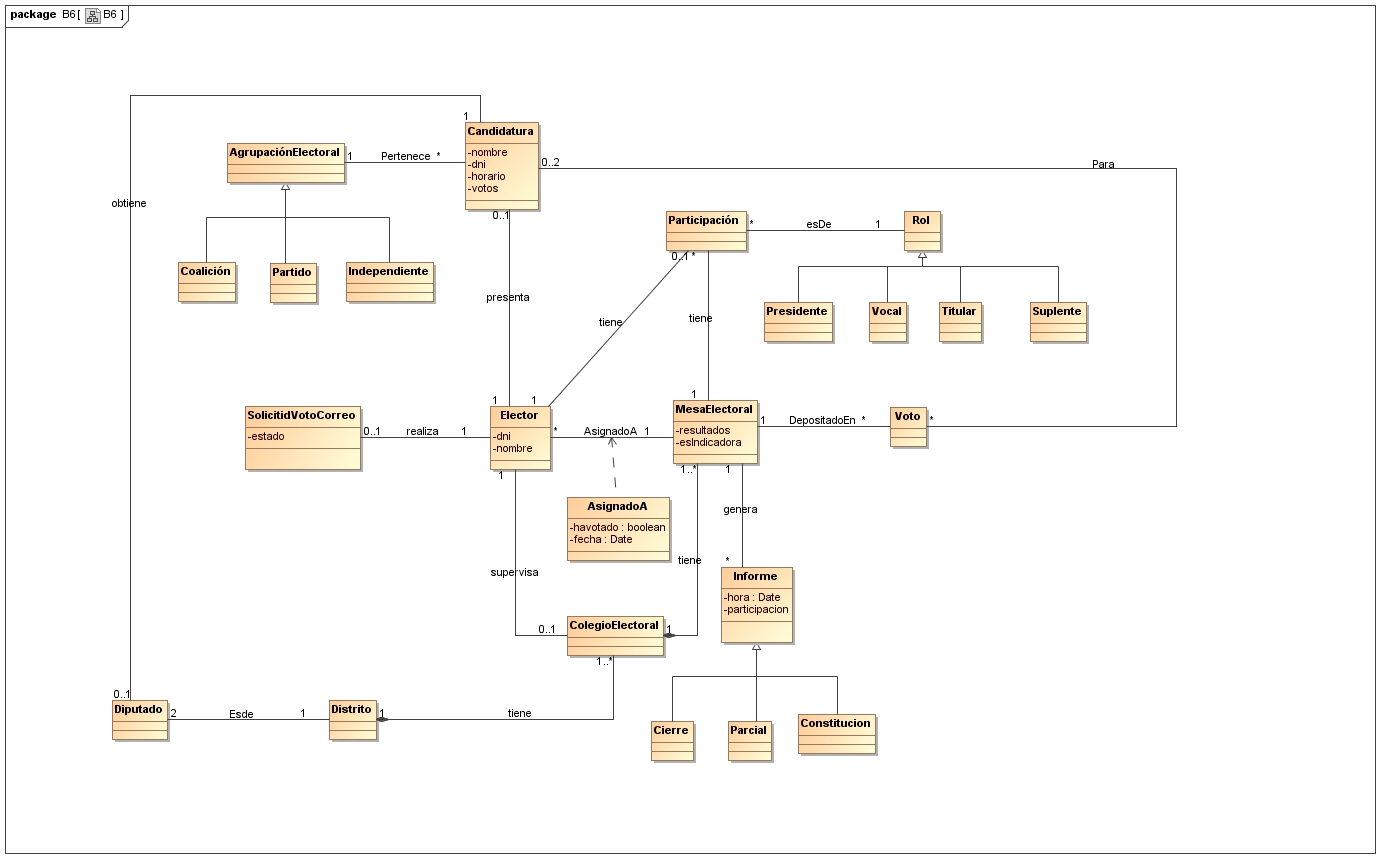 package B6 [ B6 ]
1
Candidatura
-nombre
-dni
-horario
-votos
AgrupaciónElectoral
1
Pertenece
*
0..2
Para
obtiene
0..1
Participación
*
esDe
1
Rol
0..1
*
Coalición
Partido
Independiente
presenta
tiene
tiene
Presidente
Vocal
Titular
Suplente
1
1
1
SolicitidVotoCorreo
-estado
0..1
realiza
1
Elector
-dni
-nombre
*
AsignadoA
1
MesaElectoral
-resultados
-esIndicadora
1
DepositadoEn
*
Voto
*
1
1..*
1
AsignadoA
-havotado : boolean
-fecha : Date
genera
supervisa
tiene
*
Informe
-hora : Date
-participacion
0..1
ColegioElectoral
1
1..*
0..1
Diputado
2
Esde
1
Distrito
1
tiene
Cierre
Parcial
Constitucion